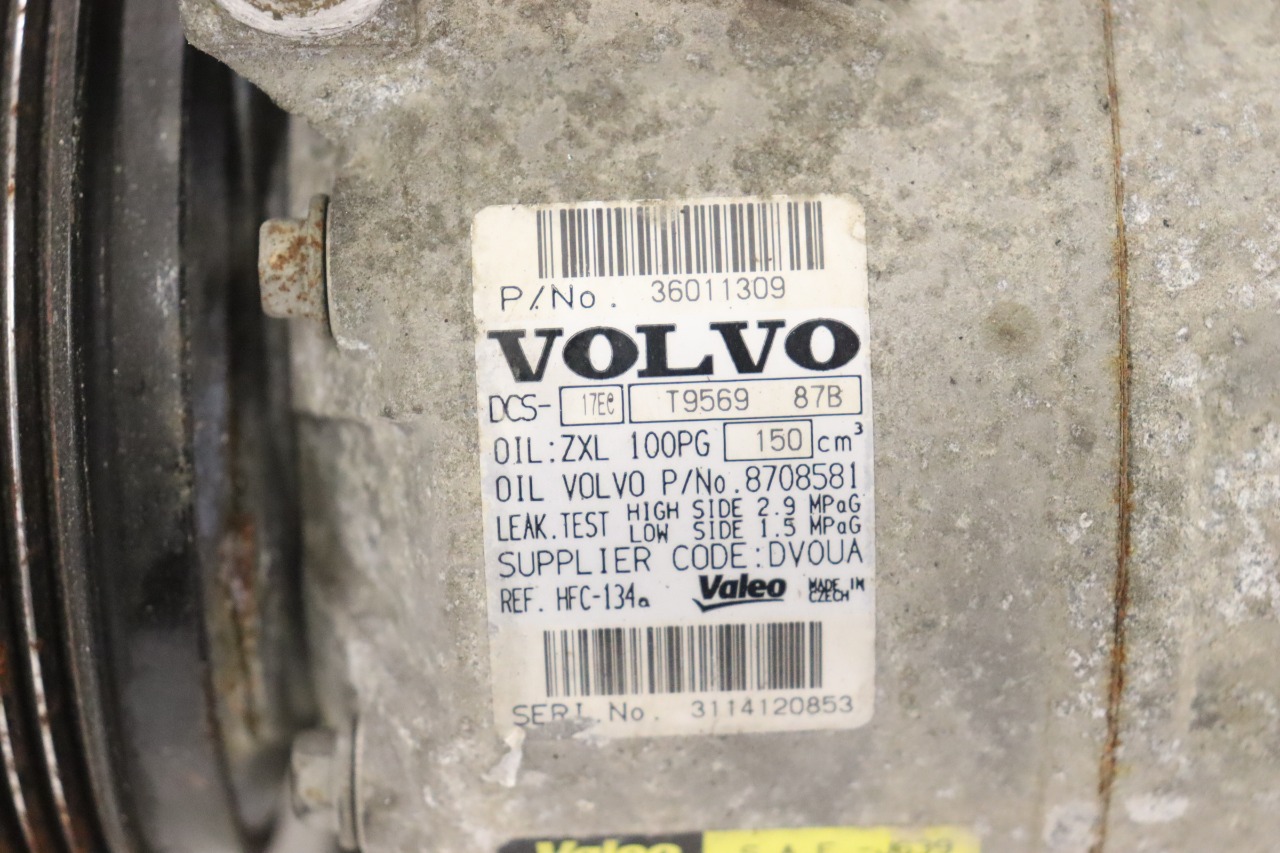 P/No. 36011309
VOLVO
DCS- 17EC T9569 87B
OIL:ZXL 100PG 150 cm³
OIL VOLVO P/No.8708581
LEAK.TEST HIGH SIDE 2.9 MPaG
LOW SIDE 1.5 MPaG
SUPPLIER CODE:DVOUA
REF. HFC-134a Valeo MADE IN
CZECH
SERI.No. 3114120853
Valeo